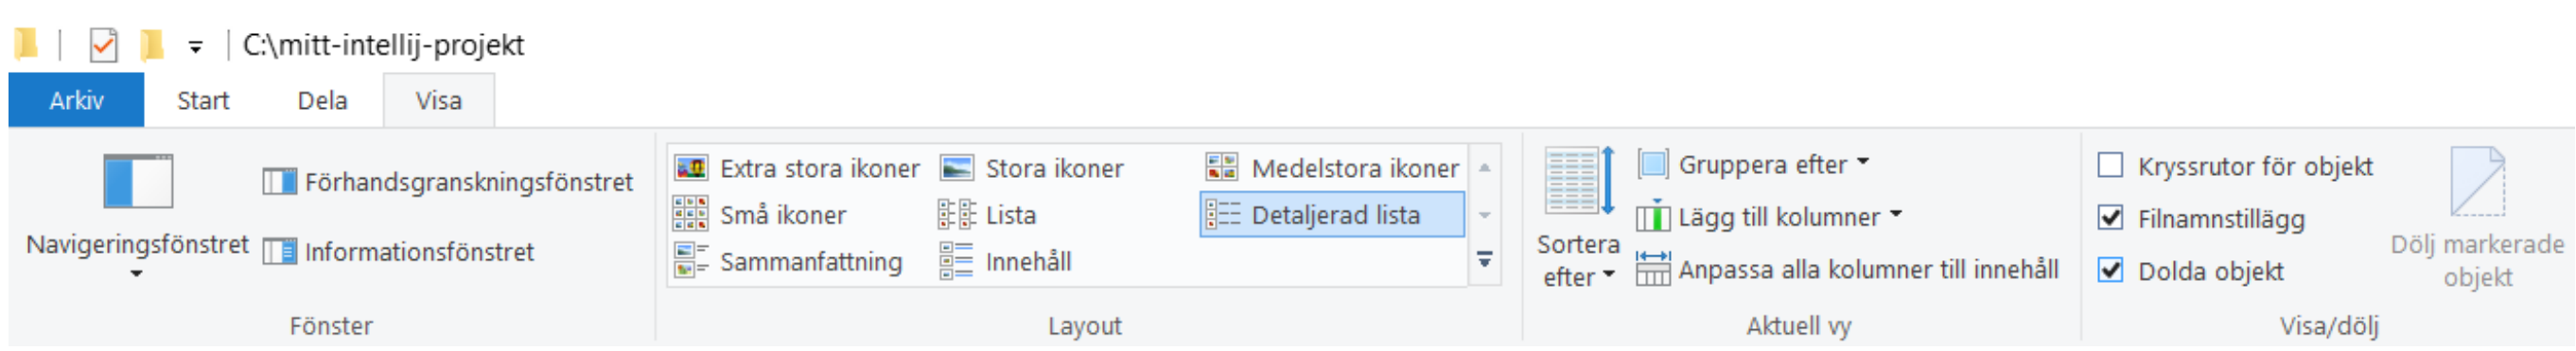 C:\mitt-intellij-projekt
Arkiv Start Dela Visa
Navigeringsfönstret
Förhandsgranskningsfönstret
Informationsfönstret
Fönster
Extra stora ikoner Stora ikoner Medelstora ikoner
Små ikoner Lista Detaljerad lista
Sammanfattning Innehåll
Layout
Sortera
efter
Gruppera efter
Lägg till kolumner
Anpassa alla kolumner till innehåll
Aktuell vy
Kryssrutor för objekt
Filnamnstillägg
Dolda objekt
Dölj markerade
objekt
Visa/dölj